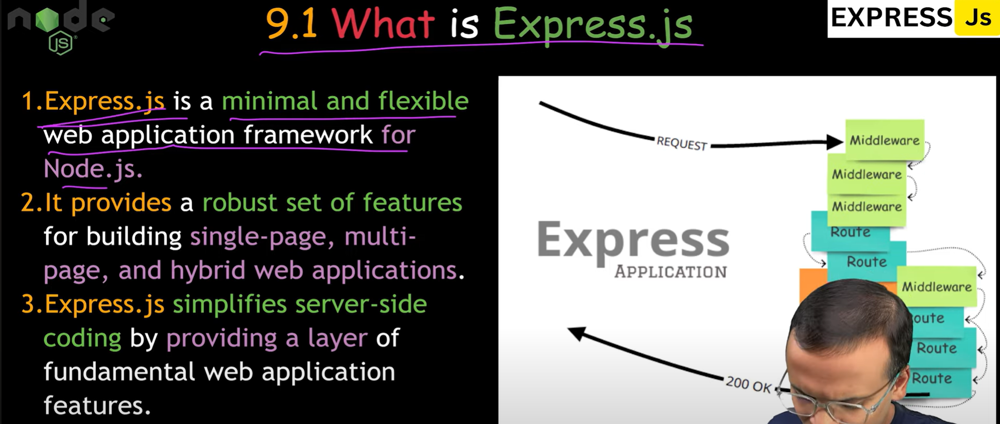 node
JS
9.1 What is Express.js
EXPRESS Js
1.Express.js is a minimal and flexible
web application framework for
Node.js.
2.It provides a robust set of features
for building single-page, multi-
page, and hybrid web applications.
3.Express.js simplifies server-side
coding by providing a layer of
fundamental web application
features.
REQUEST
Middleware
Middleware
Middleware
Route
Route
Express
APPLICATION
Middleware
oute
Route
Route
200 OK